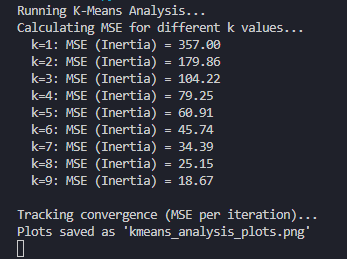 Running K-Means Analysis...
Calculating MSE for different k values...
k=1: MSE (Inertia) = 357.00
k=2: MSE (Inertia) = 179.86
k=3: MSE (Inertia) = 104.22
k=4: MSE (Inertia) = 79.25
k=5: MSE (Inertia) = 60.91
k=6: MSE (Inertia) = 45.74
k=7: MSE (Inertia) = 34.39
k=8: MSE (Inertia) = 25.15
k=9: MSE (Inertia) = 18.67
Tracking convergence (MSE per iteration)...
Plots saved as 'kmeans_analysis_plots.png'